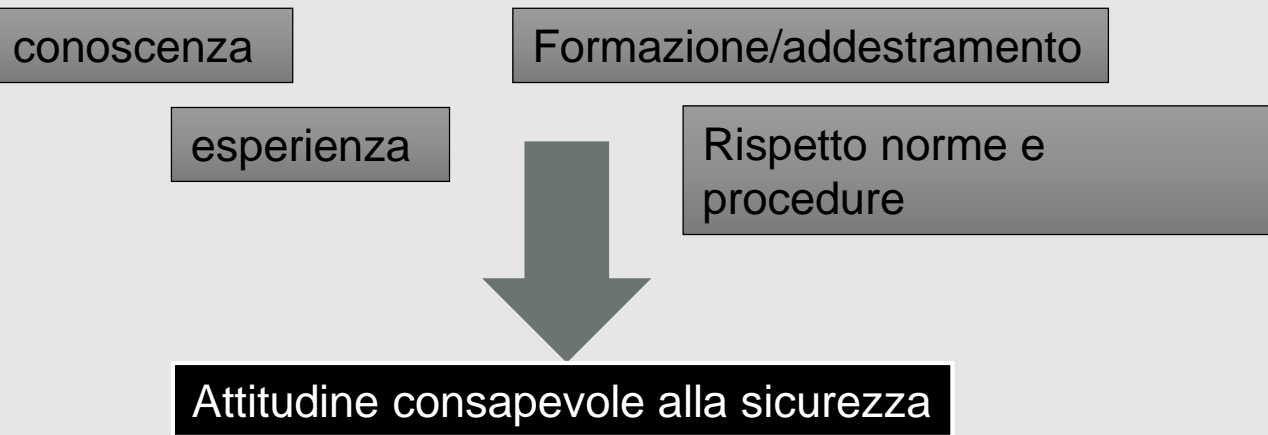 conoscenza
Formazione/addestramento
esperienza
Rispetto norme e
procedure
Attitudine consapevole alla sicurezza